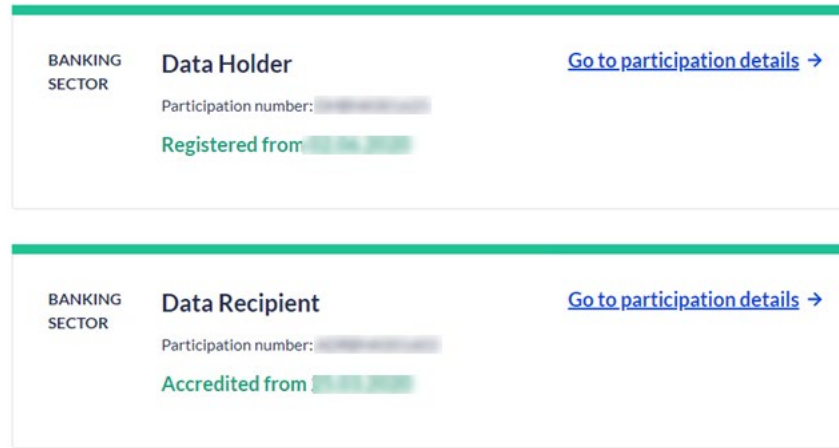 BANKING SECTOR
Data Holder
Go to participation details →
Participation number:
Registered from
BANKING SECTOR
Data Recipient
Go to participation details →
Participation number:
Accredited from